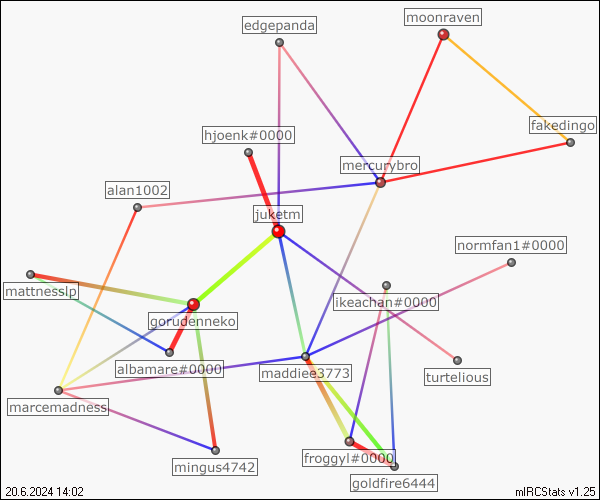 moonraven
edgepanda
fakedingo
hjoenk#0000
mercurybro
alan1002
juketm
normfan1#0000
mattnesslp
ikeachan#0000
gorudenneko
albamare#0000
maddiee3773
turtelious
marcemadness
froggyl#0000
mingus4742
goldfire6444
20.6.2024 14:02
mIRCStats v1.25